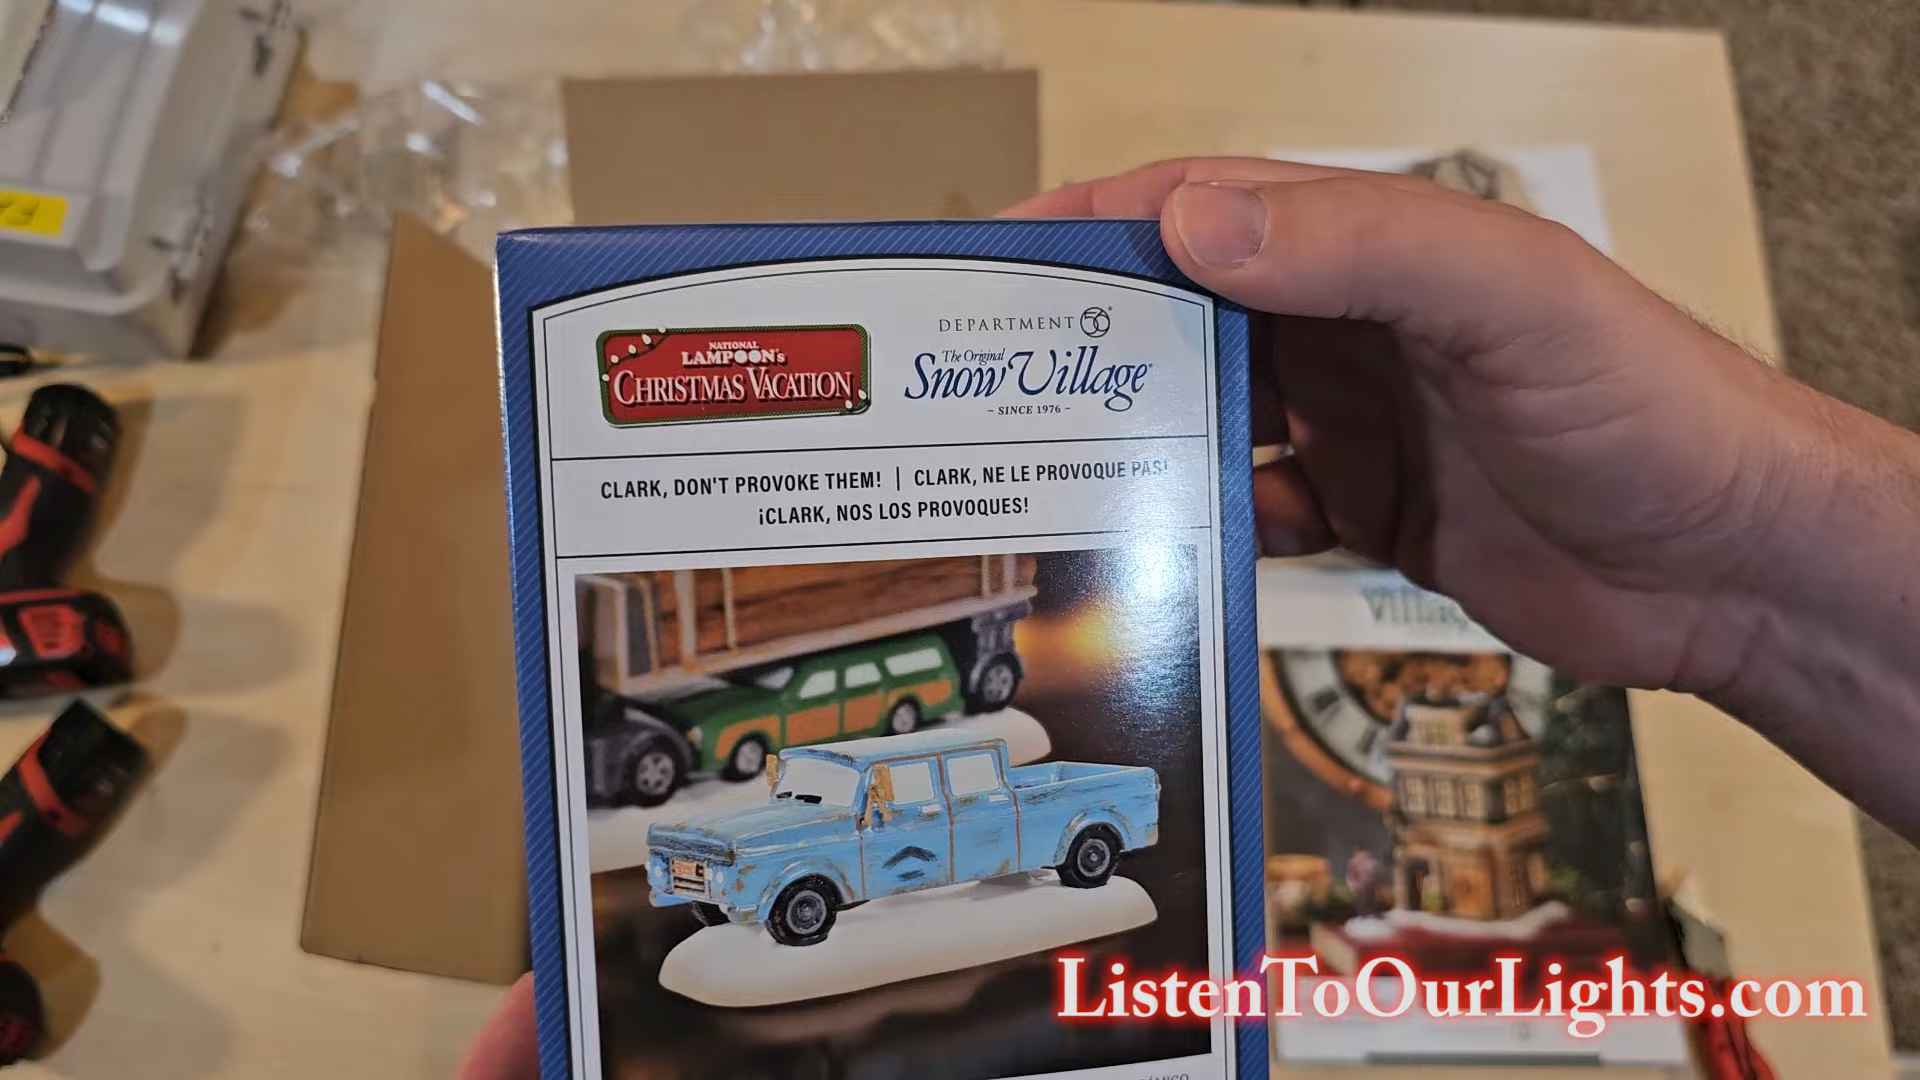 NATIONAL
LAMPOON's
CHRISTMAS VACATION
DEPARTMENT 56®
The Original
Snow Village®
- SINCE 1976 -
CLARK, DON'T PROVOKE THEM! | CLARK, NE LE PROVOQUE PAS!
¡CLARK, NOS LOS PROVOQUES!
Village
ListenToOurLights.com